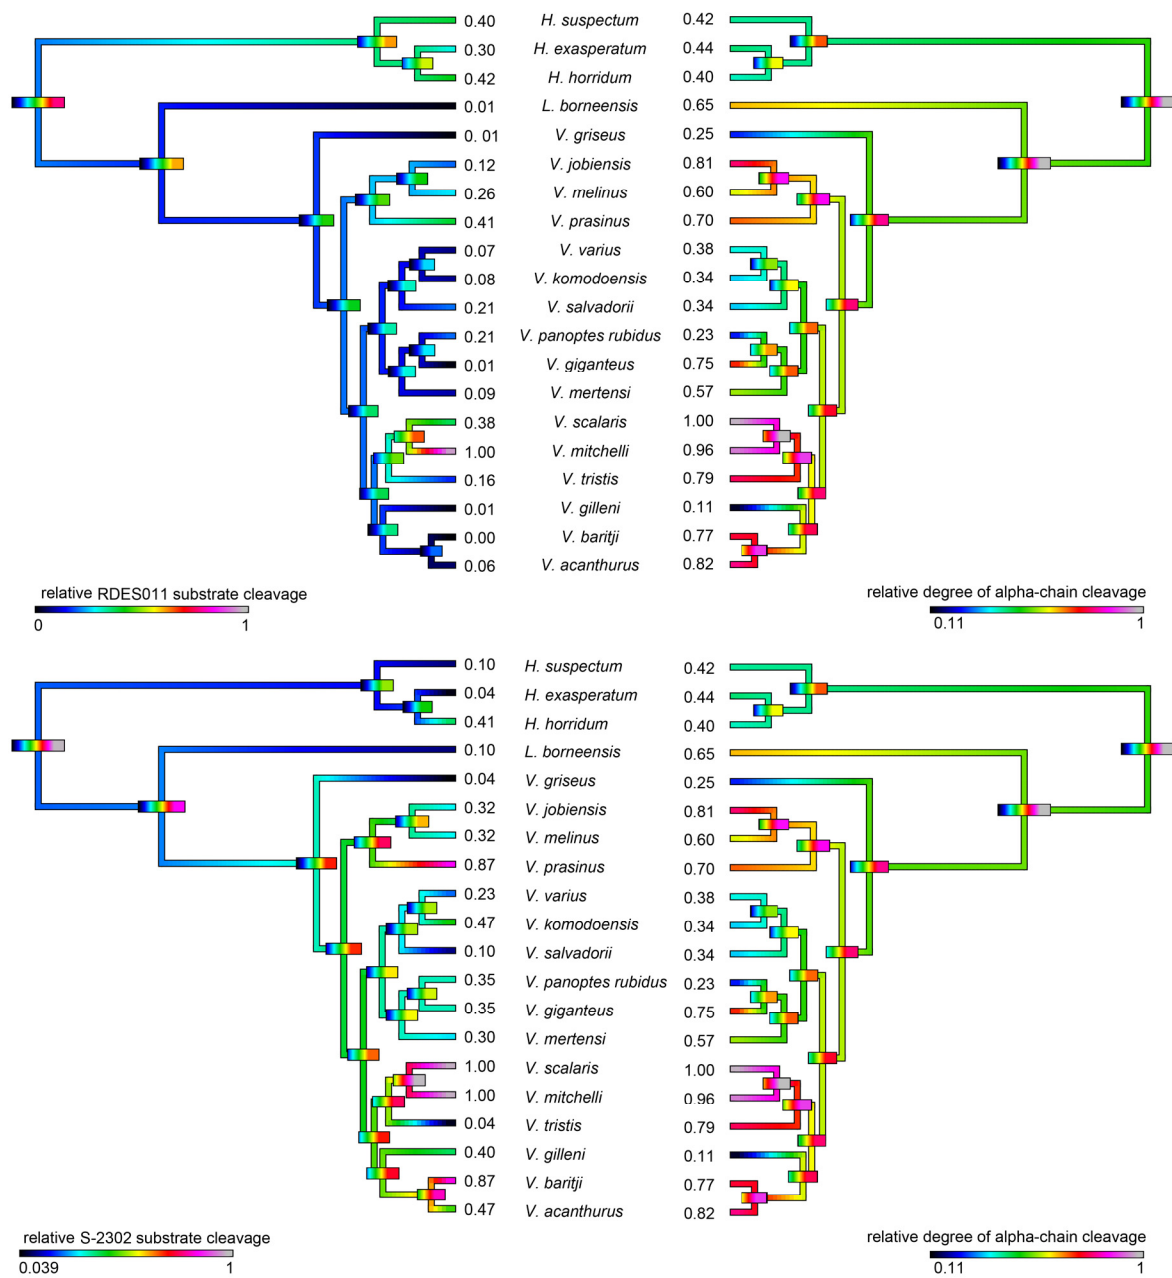 0.40 H. suspectum 0.42
0.30 H. exasperatum 0.44
0.42 H. horridum 0.40
0.01 L. borneensis 0.65
0. 01 V. griseus 0.25
0.12 V. jobiensis 0.81
0.26 V. melinus 0.60
0.41 V. prasinus 0.70
0.07 V. varius 0.38
0.08 V. komodoensis 0.34
0.21 V. salvadorii 0.34
0.21 V. panoptes rubidus 0.23
0.01 V. giganteus 0.75
0.09 V. mertensi 0.57
0.38 V. scalaris 1.00
1.00 V. mitchelli 0.96
0.16 V. tristis 0.79
0.01 V. gilleni 0.11
0.00 V. baritji 0.77
0.06 V. acanthurus 0.82
relative RDES011 substrate cleavage relative degree of alpha-chain cleavage
0 1 0.11 1
0.10 H. suspectum 0.42
0.04 H. exasperatum 0.44
0.41 H. horridum 0.40
0.10 L. borneensis 0.65
0.04 V. griseus 0.25
0.32 V. jobiensis 0.81
0.32 V. melinus 0.60
0.87 V. prasinus 0.70
0.23 V. varius 0.38
0.47 V. komodoensis 0.34
0.10 V. salvadorii 0.34
0.35 V. panoptes rubidus 0.23
0.35 V. giganteus 0.75
0.30 V. mertensi 0.57
1.00 V. scalaris 1.00
1.00 V. mitchelli 0.96
0.04 V. tristis 0.79
0.40 V. gilleni 0.11
0.87 V. baritji 0.77
0.47 V. acanthurus 0.82
relative S-2302 substrate cleavage relative degree of alpha-chain cleavage
0.039 1 0.11 1